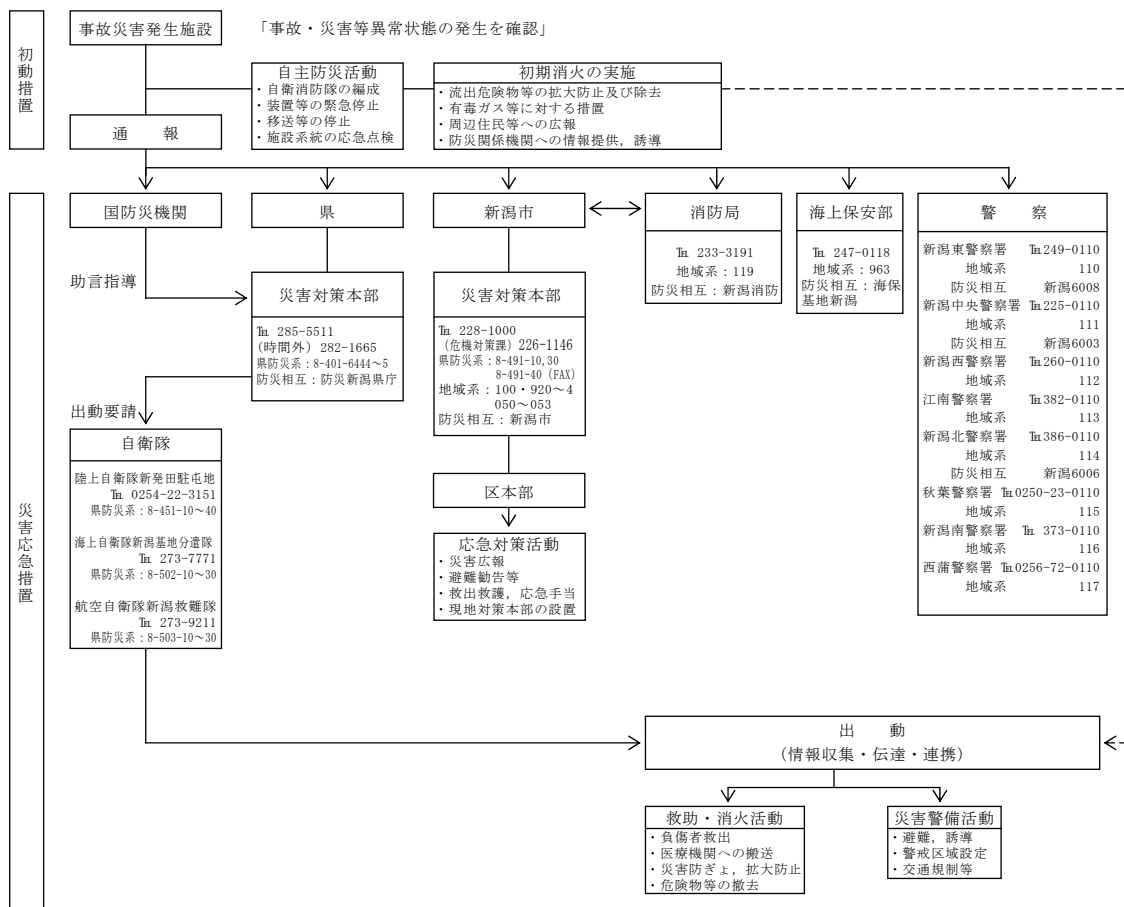 初動措置
事故災害発生施設
「事故・災害等異常状態の発生を確認」
自主防災活動
・自衛消防隊の編成
・装置等の緊急停止
・移送等の停止
・施設系統の応急点検
初期消火の実施
・流出危険物等の拡大防止及び除去
・有毒ガス等に対する措置
・周辺住民等への広報
・防災関係機関への情報提供，誘導
通　報
災害応急措置
国防災機関
県
新潟市
消防局
海上保安部
警　察
助言指導
災害対策本部
℡ 285-5511
(時間外) 282-1665
県防災系：8-401-6444～5
防災相互：防災新潟県庁
災害対策本部
℡ 228-1000
(危機対策課) 226-1146
県防災系：8-491-10,30
8-491-40 (FAX)
地域系：100・920～4
050～053
防災相互：新潟市
℡ 233-3191
地域系：119
防災相互：新潟消防
℡ 247-0118
地域系：963
防災相互：海保
基地新潟
新潟東警察署 ℡249-0110
地域系 110
防災相互 新潟6008
新潟中央警察署 ℡225-0110
地域系 111
防災相互 新潟6003
新潟西警察署 ℡260-0110
地域系 112
江南警察署 ℡382-0110
地域系 113
新潟北警察署 ℡386-0110
地域系 114
防災相互 新潟6006
秋葉警察署 ℡0250-23-0110
地域系 115
新潟南警察署 ℡ 373-0110
地域系 116
西蒲警察署 ℡0256-72-0110
地域系 117
出動要請
自衛隊
陸上自衛隊新発田駐屯地
℡ 0254-22-3151
県防災系：8-451-10～40
海上自衛隊新潟基地分遣隊
℡ 273-7771
県防災系：8-502-10～30
航空自衛隊新潟救難隊
℡ 273-9211
県防災系：8-503-10～30
区本部
応急対策活動
・災害広報
・避難勧告等
・救出救護，応急手当
・現地対策本部の設置
出　動
(情報収集・伝達・連携)
救助・消火活動
・負傷者救出
・医療機関への搬送
・災害防ぎょ，拡大防止
・危険物等の撤去
災害警備活動
・避難，誘導
・警戒区域設定
・交通規制等